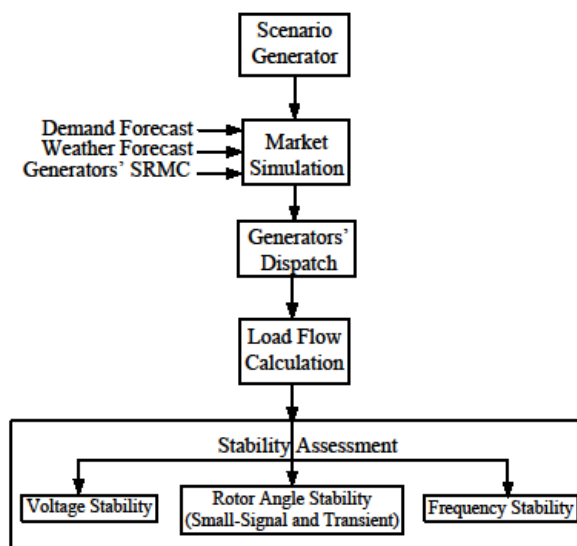 Scenario
Generator
Demand Forecast
Weather Forecast
Generators' SRMC
Market
Simulation
Generators'
Dispatch
Load Flow
Calculation
Stability Assessment
Voltage Stability
Rotor Angle Stability
(Small-Signal and Transient)
Frequency Stability